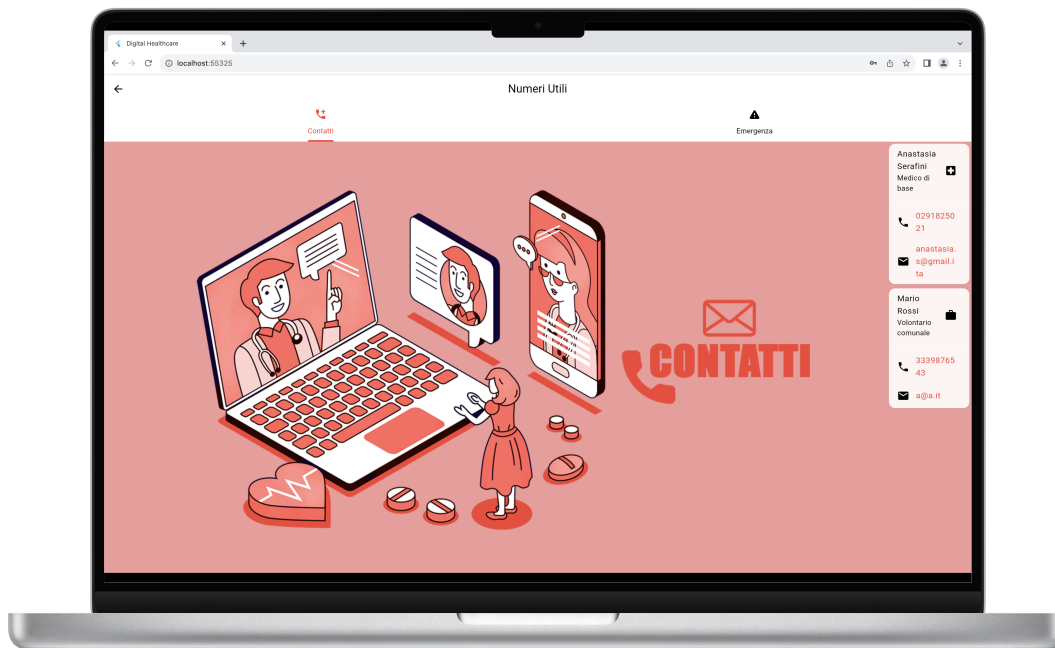 Digital Healthcare
localhost:55325
Numeri Utili
Contatti
Emergenza
CONTATTI
Anastasia
Serafini
Medico di
base
02918250
21
anastasia.
s@gmail.i
ta
Mario
Rossi
Volontario
comunale
33398765
43
a@a.it